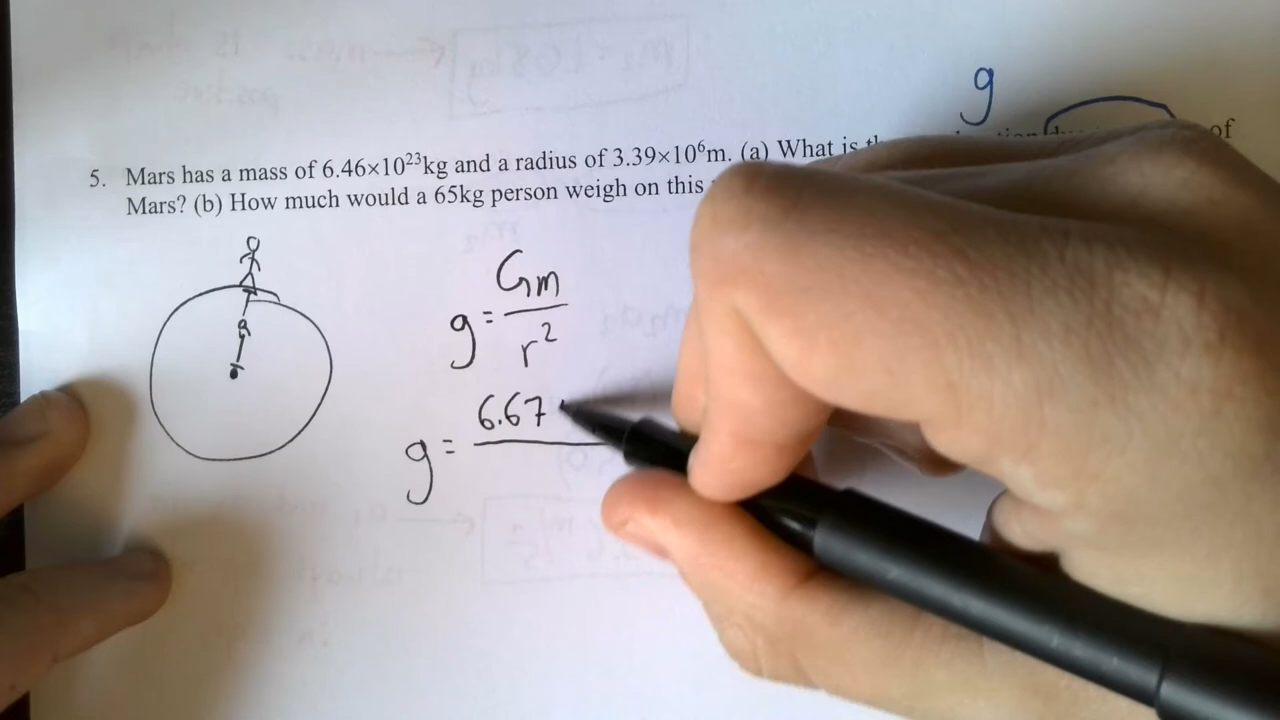 g
5. Mars has a mass of 6.46×10²³kg and a radius of 3.39×10⁶m. (a) What is of
Mars? (b) How much would a 65kg person weigh on this
g = Gm / r²
g = 6.67